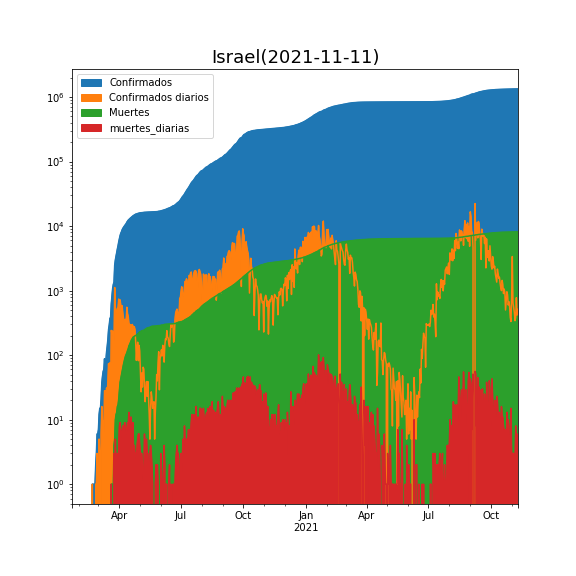 Israel(2021-11-11)
Confirmados
Confirmados diarios
Muertes
muertes_diarias
10⁶
10⁵
10⁴
10³
10²
10¹
10⁰
Apr Jul Oct Jan Apr Jul Oct
2021